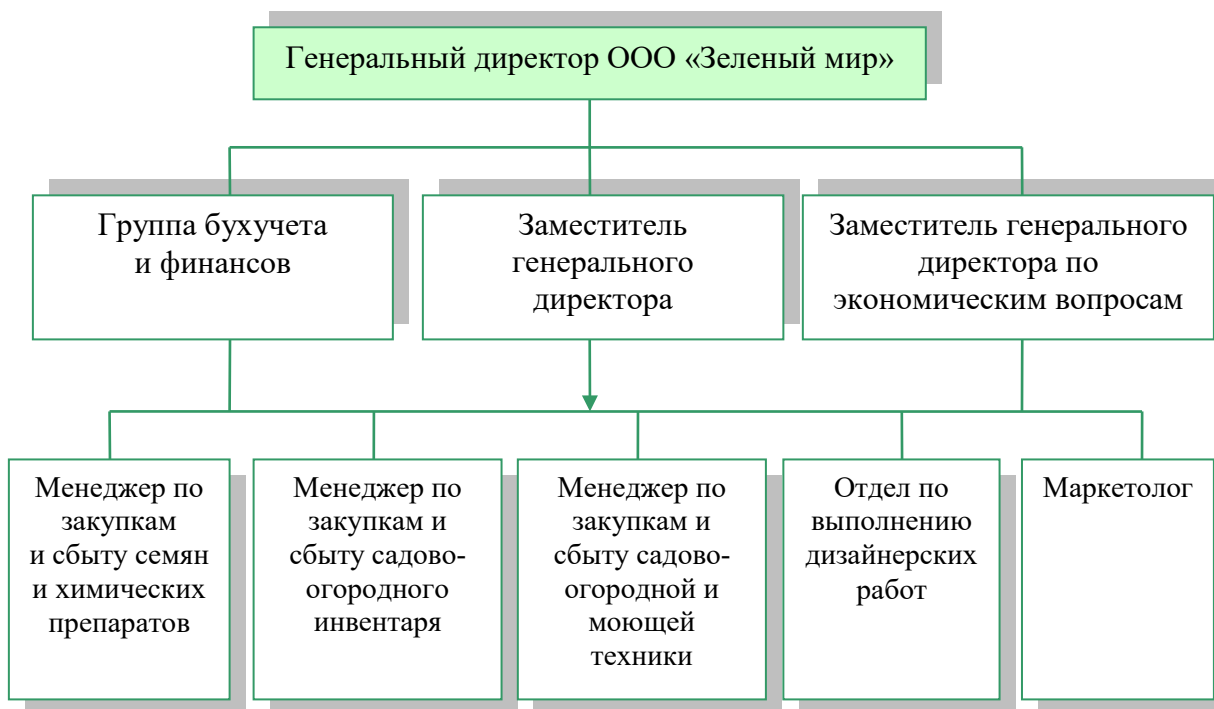 Генеральный директор ООО «Зеленый мир»
Группа бухучета
и финансов
Заместитель
генерального
директора
Заместитель генерального
директора по
экономическим вопросам
Менеджер по
закупкам
и сбыту семян
и химических
препаратов
Менеджер по
закупкам и
сбыту садово-
огородного
инвентаря
Менеджер по
закупкам и
сбыту садово-
огородной и
моющей
техники
Отдел по
выполнению
дизайнерских
работ
Маркетолог